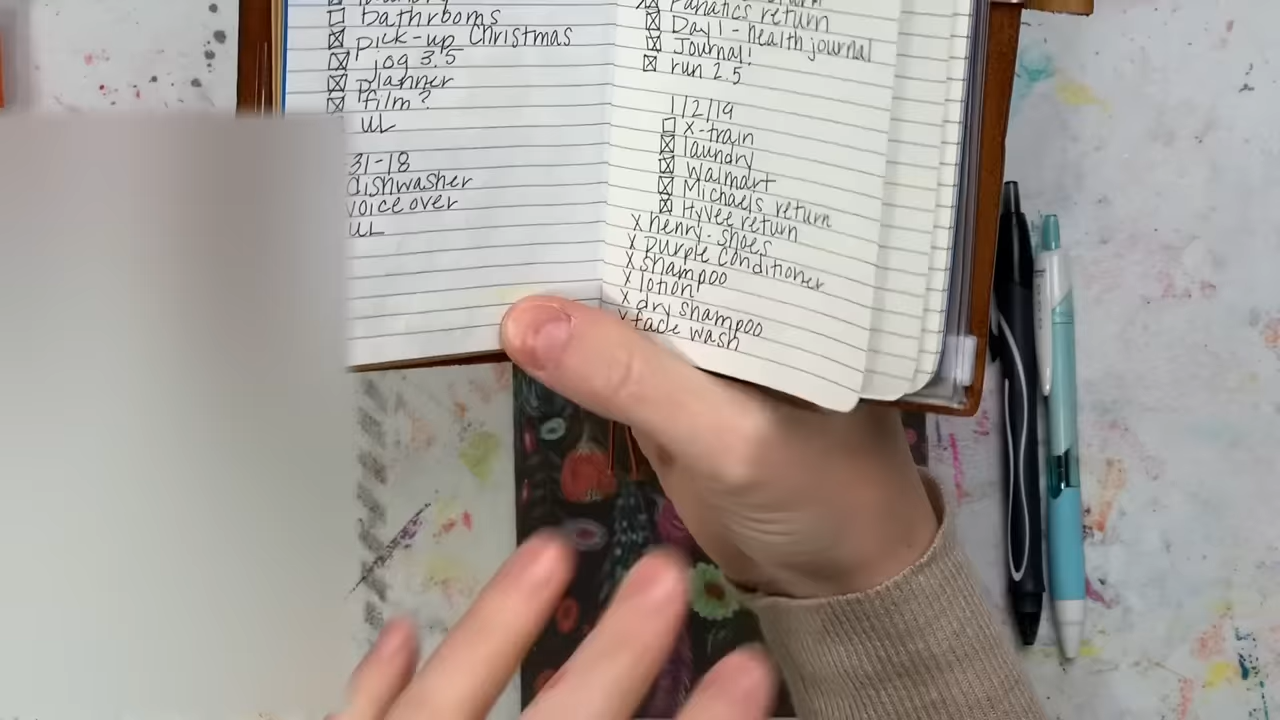 bathrooms
pick-up Christmas
jog 3.5
planner
film?
UL
31-18
dishwasher
voice over
UL
Fanatics return
Day 1 - health journal
Journal!
run 2.5
1/2/19
x-train
laundry
Walmart
Michaels return
HyVee return
x henry-shoes
x purple conditioner
x shampoo
x lotion
x dry shampoo
x face wash